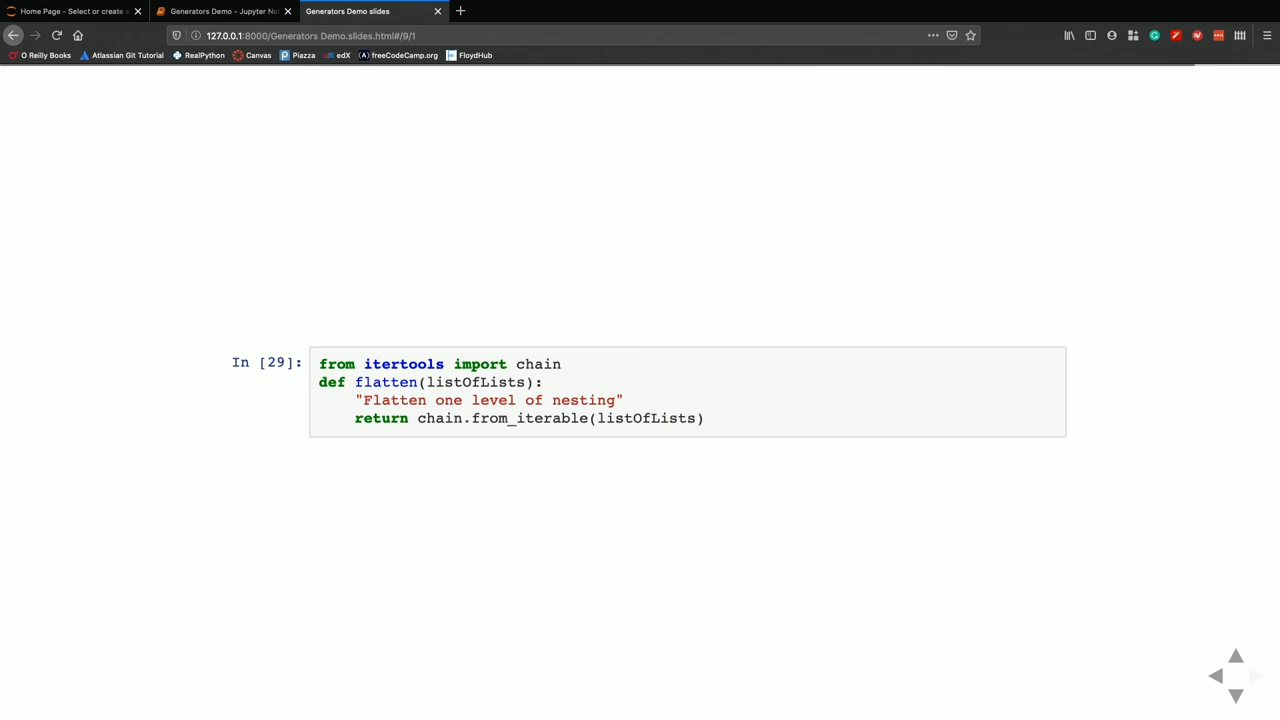 Home Page - Select or create a
Generators Demo - Jupyter No
Generators Demo slides
127.0.0.1:8000/Generators Demo.slides.html#/9/1
O Reilly Books
Atlassian Git Tutorial
RealPython
Canvas
Piazza
edX
freeCodeCamp.org
FloydHub
In [29]:
from itertools import chain
def flatten(listOfLists):
    "Flatten one level of nesting"
    return chain.from_iterable(listOfLists)